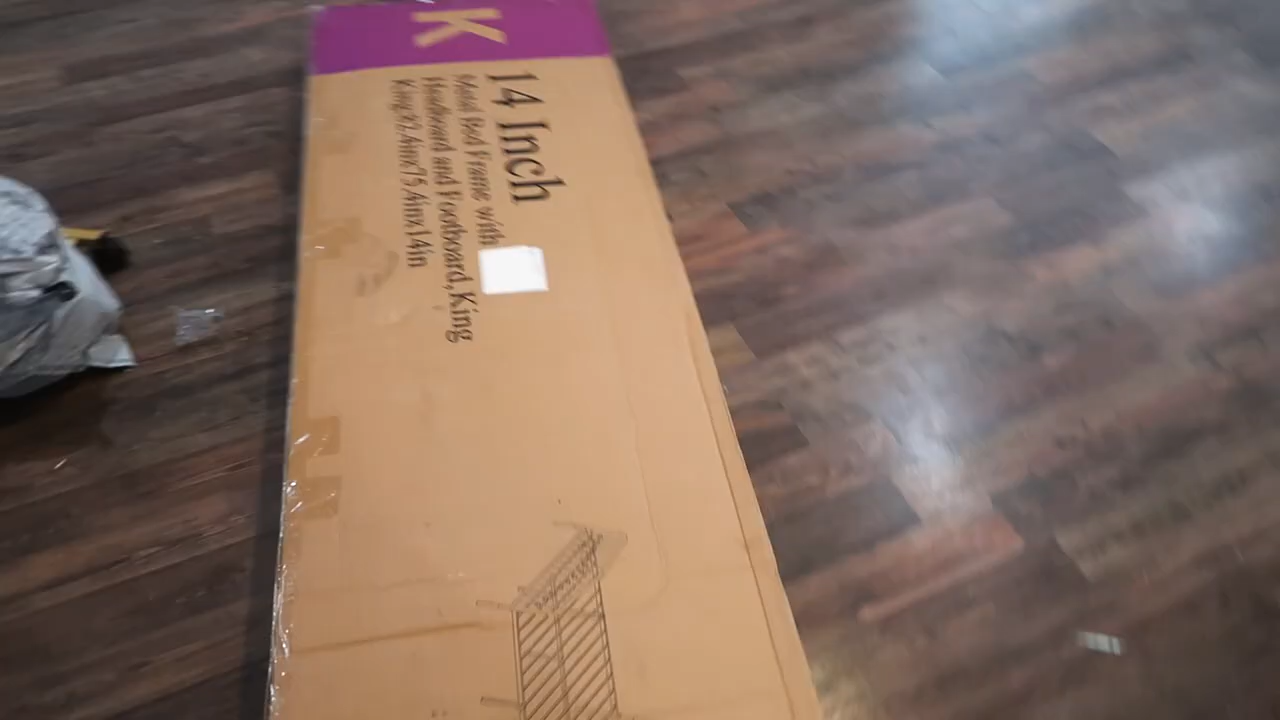 K
14 Inch
Metal Bed Frame with
Headboard and Footboard,King
King:82.4inx75.4inx14in